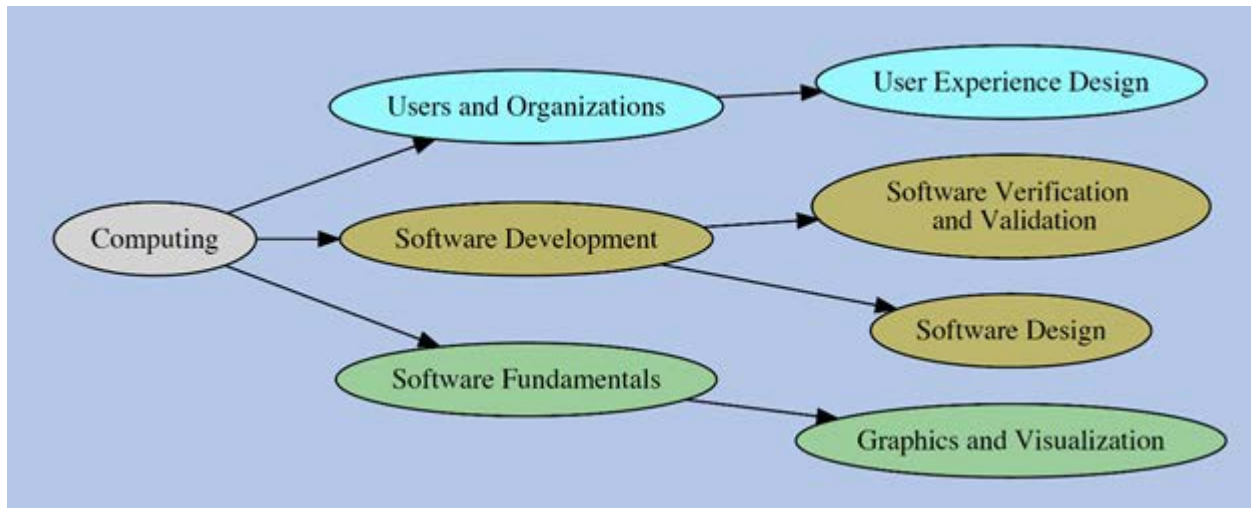 Computing
Users and Organizations
User Experience Design
Software Development
Software Verification
and Validation
Software Design
Software Fundamentals
Graphics and Visualization